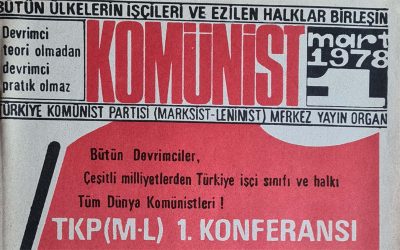 BÜTÜN ÜLKELERİN İŞÇİLERİ VE EZİLEN HALKLAR BİRLEŞİN
Devrimci
teori olmadan
devrimci
pratik olmaz
KOMÜNİST
mart
1978
1
TÜRKİYE KOMÜNİST PARTİSİ (MARKSİST-LENİNİST) MERKEZ YAYIN ORGAN
Bütün Devrimciler,
Çeşitli milliyetlerden Türkiye işçi sınıfı ve halkı
Tüm Dünya Komünistleri !
TKP(M-L) 1. KONFERANSI